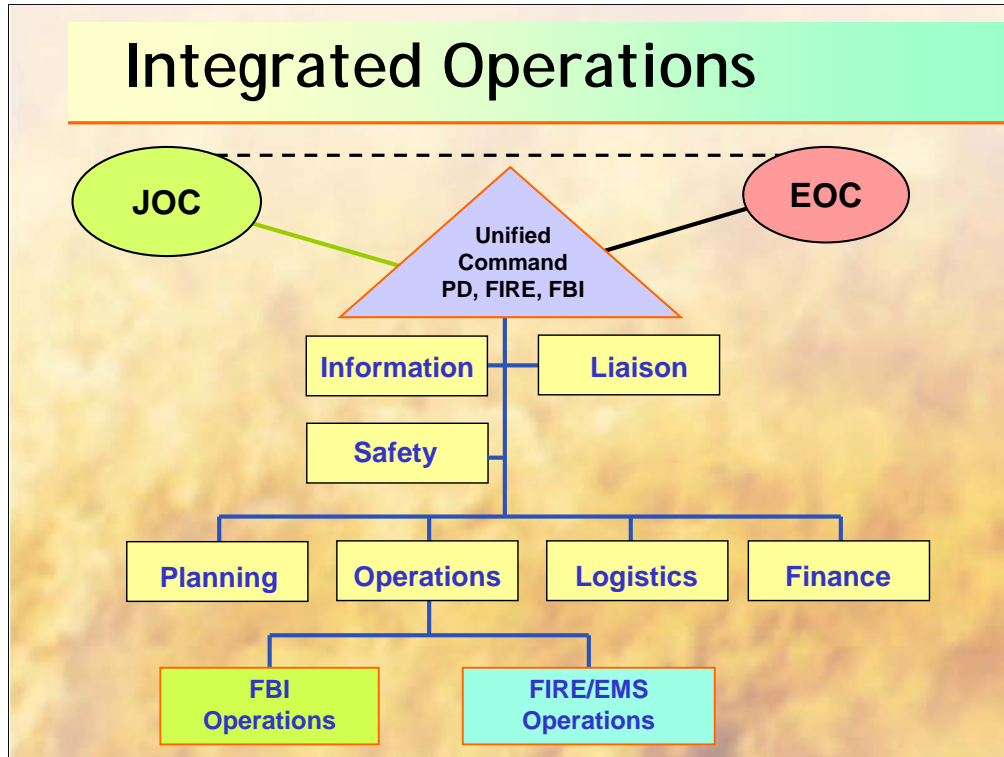 Integrated Operations
JOC
EOC
Unified
Command
PD, FIRE, FBI
Information
Liaison
Safety
Planning
Operations
Logistics
Finance
FBI
Operations
FIRE/EMS
Operations